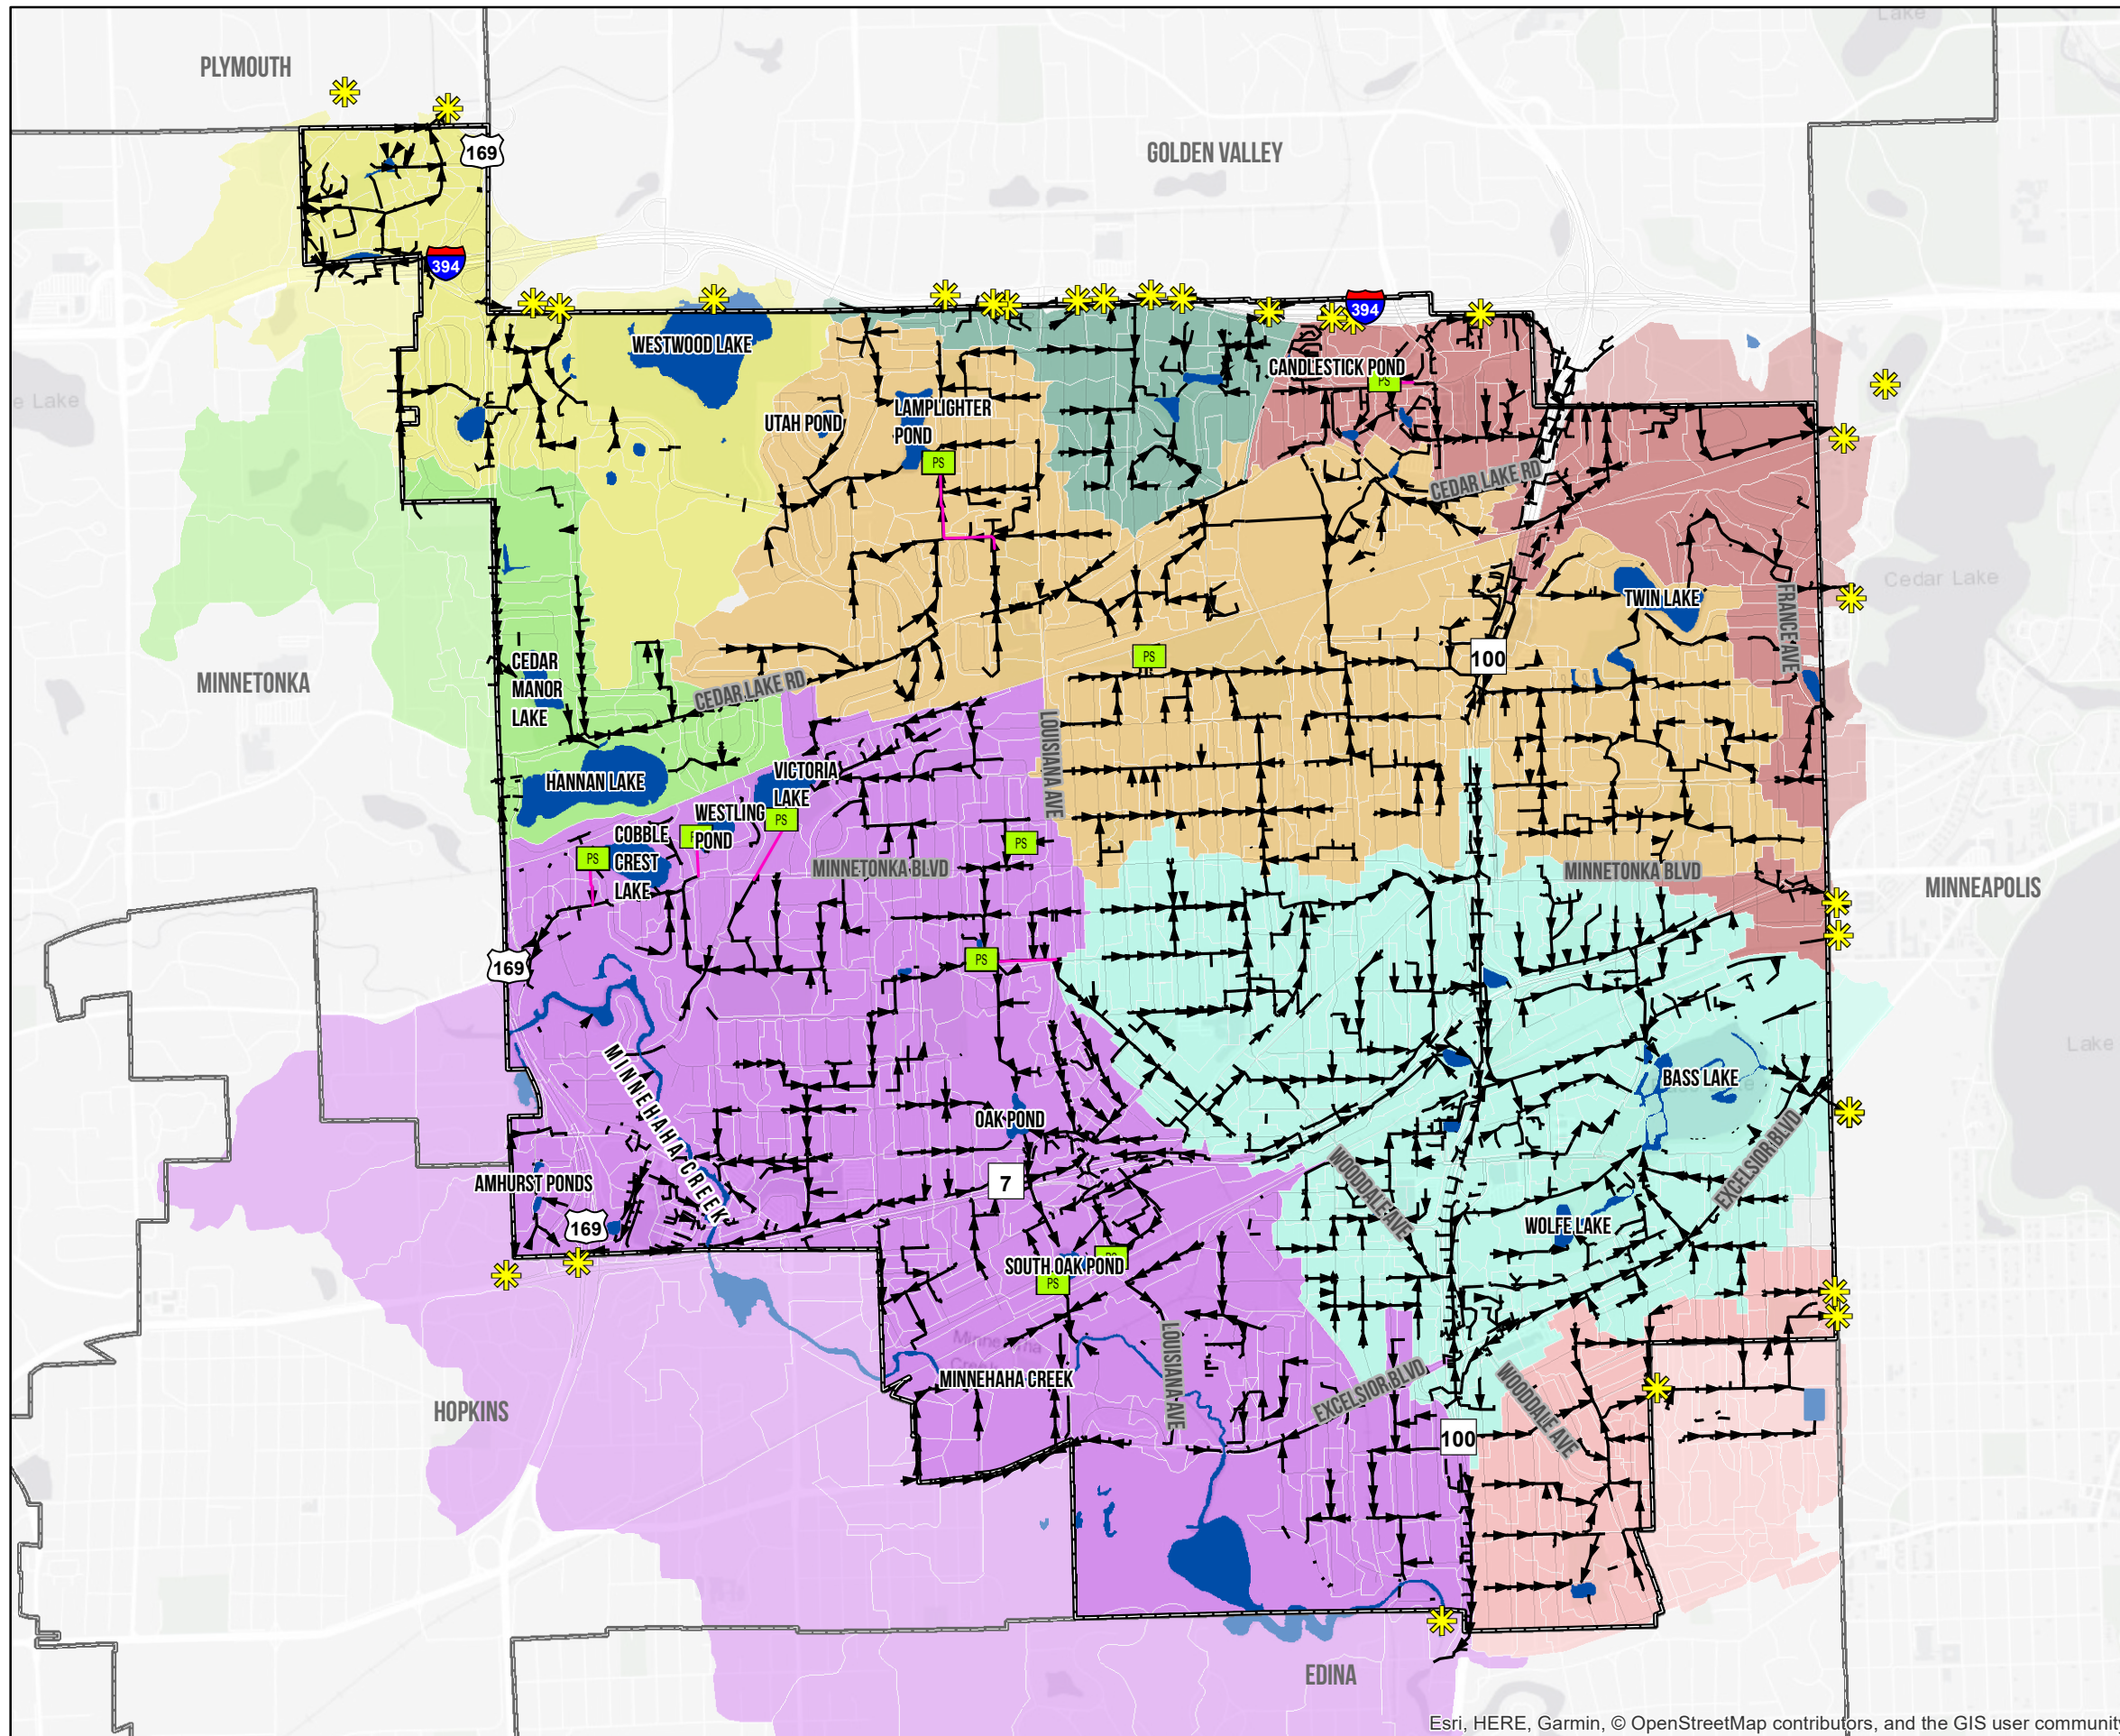 Lake
PLYMOUTH
169
GOLDEN VALLEY
394
394
WESTWOOD LAKE
CANDLESTICK POND
PS
e Lake
LAMPLIGHTER
POND
UTAH POND
PS
CEDAR LAKE RD
Cedar Lake
TWIN LAKE
FRANCE AVE
PS
100
CEDAR
MANOR
LAKE
MINNETONKA
CEDAR LAKE RD
LOUISIANA AVE
HANNAN LAKE
VICTORIA
LAKE
WESTLING
POND
PS
COBBLE
CREST
LAKE
PS
PS
MINNETONKA BLVD
MINNETONKA BLVD
MINNEAPOLIS
169
PS
Lake
MINNEHAHA CREEK
BASS LAKE
OAK POND
EXCELSIOR BLVD
WOODDALE AVE
AMHURST PONDS
7
169
WOLFE LAKE
SOUTH OAK POND
PS
Minnehaha
Creek
MINNEHAHA CREEK
LOUISIANA AVE
EXCELSIOR BLVD
WOODDALE AVE
HOPKINS
100
EDINA
Esri, HERE, Garmin, © OpenStreetMap contributors, and the GIS user community